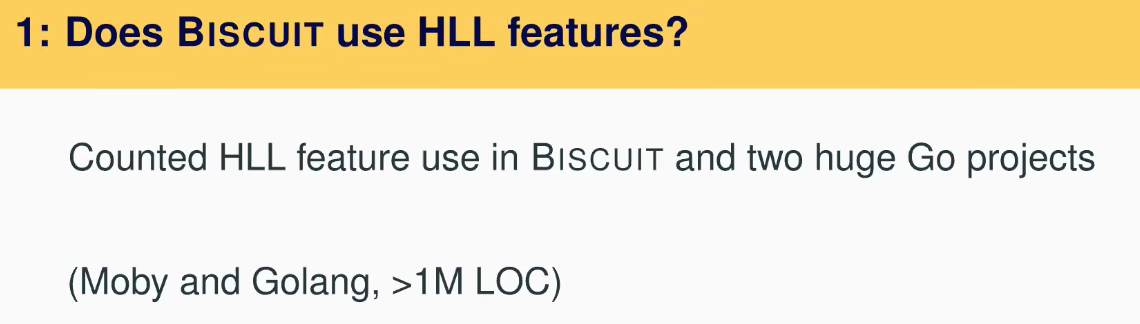 1: Does BISCUIT use HLL features?
Counted HLL feature use in BISCUIT and two huge Go projects
(Moby and Golang, >1M LOC)